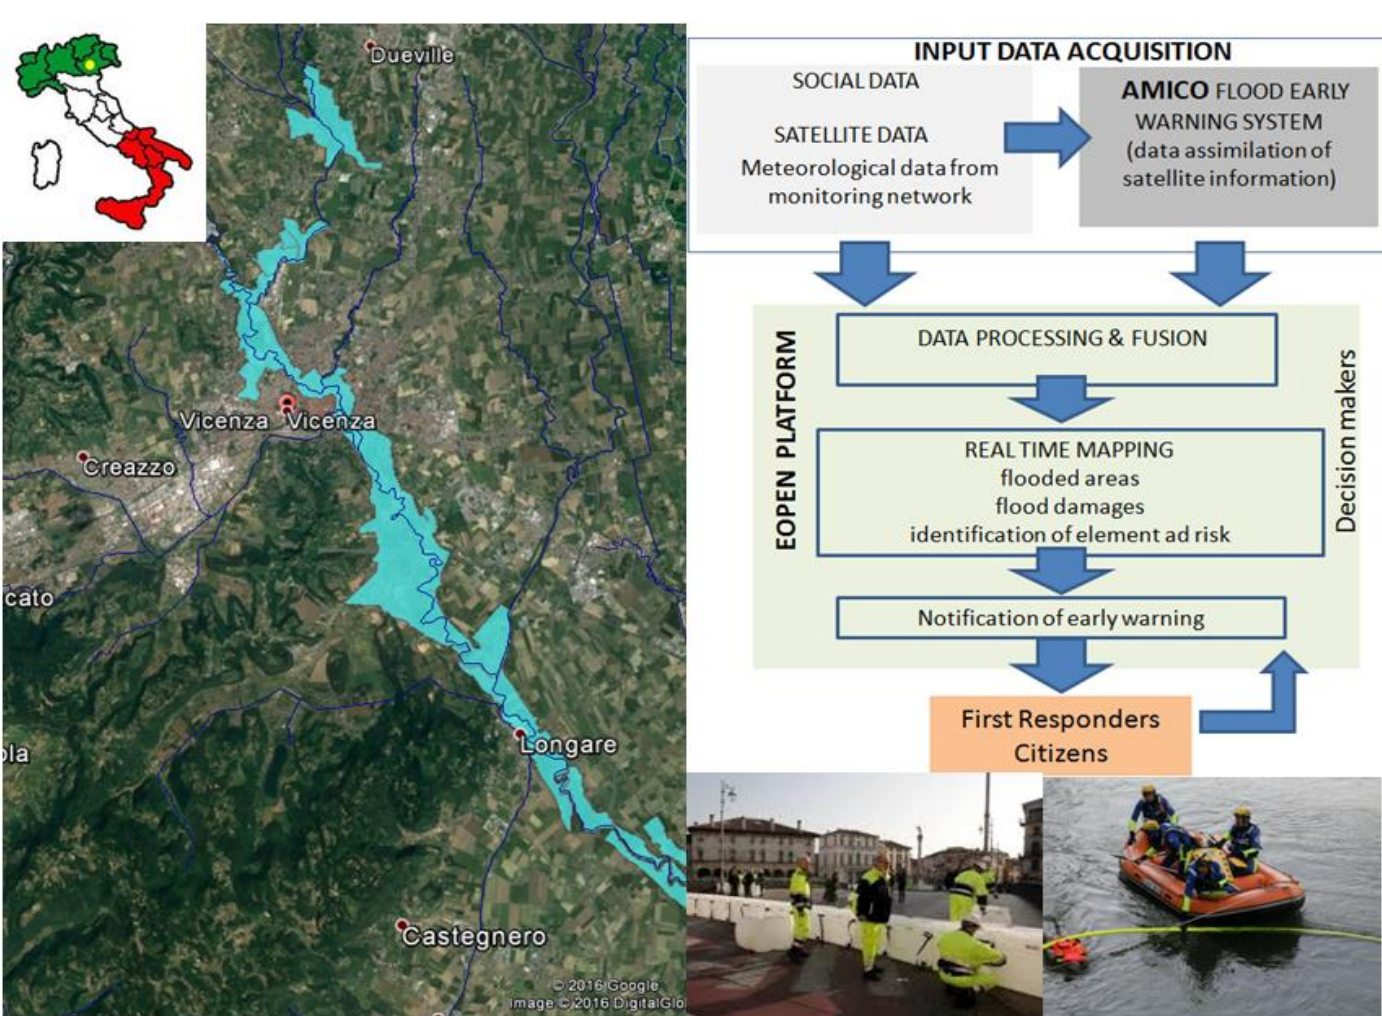 Dueville
Vicenza Vicenza
Creazzo
cato
ola
Longare
Castegnero
© 2016 Google
Image © 2016 DigitalGlo
INPUT DATA ACQUISITION
SOCIAL DATA
SATELLITE DATA
Meteorological data from
monitoring network
AMICO FLOOD EARLY
WARNING SYSTEM
(data assimilation of
satellite information)
EOPEN PLATFORM
DATA PROCESSING & FUSION
REAL TIME MAPPING
flooded areas
flood damages
identification of element ad risk
Notification of early warning
Decision makers
First Responders
Citizens